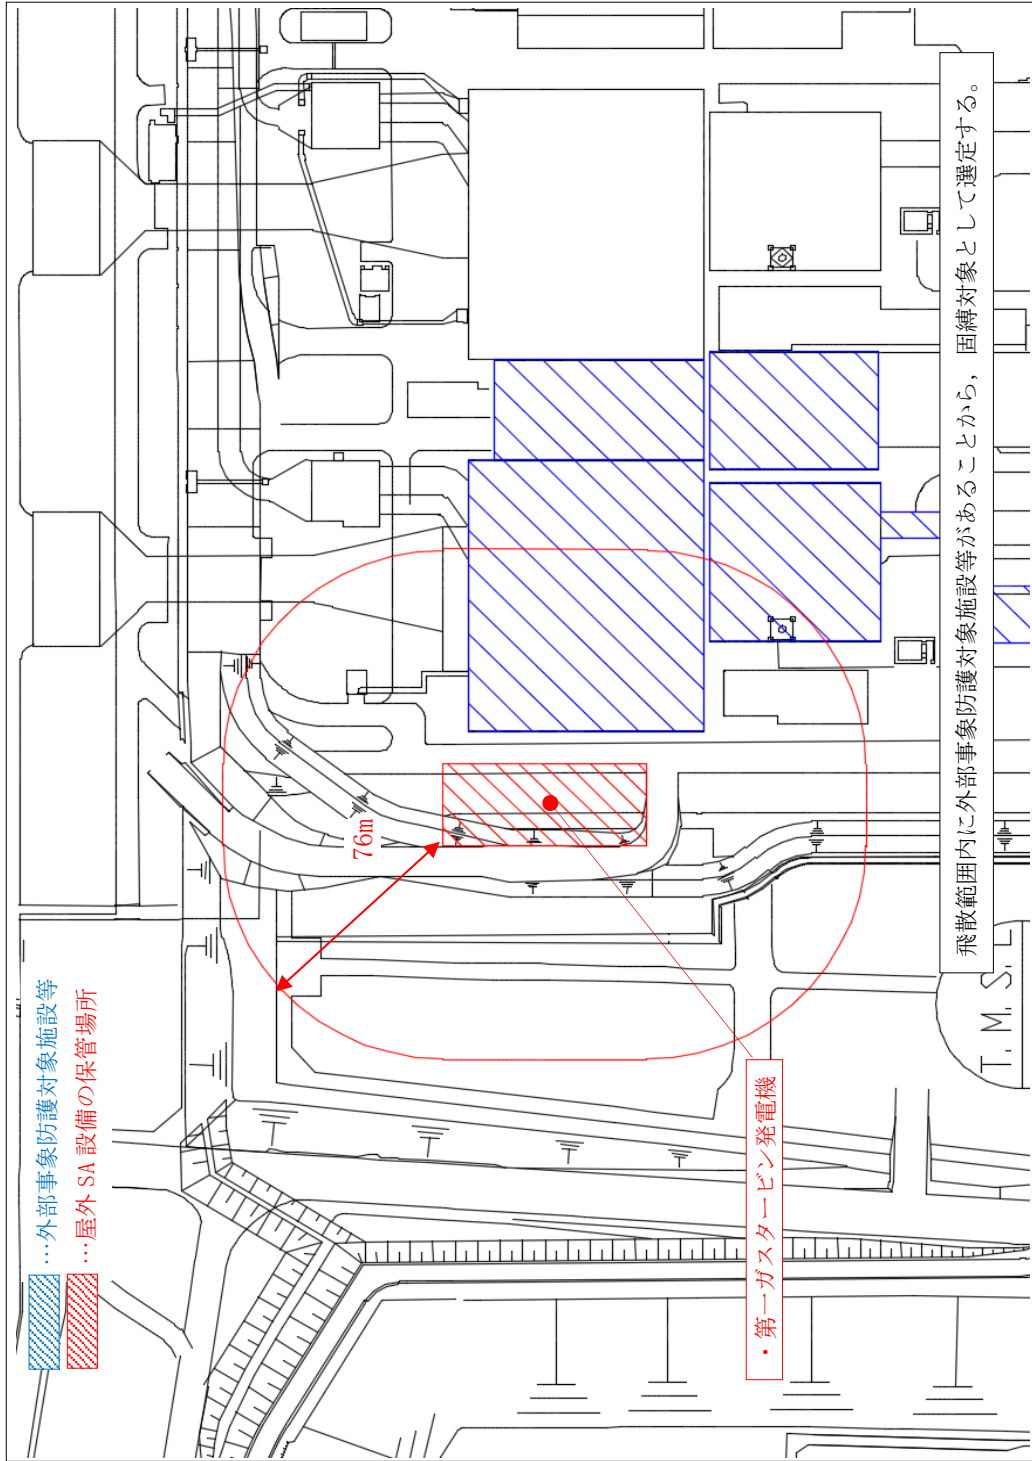 …外部事象防護対象施設等
…屋外 SA 設備の保管場所
76m
・第一ガスタービン発電機
T. M. S. L
飛散範囲内に外部事象防護対象施設等があることから，固縛対象として選定する。